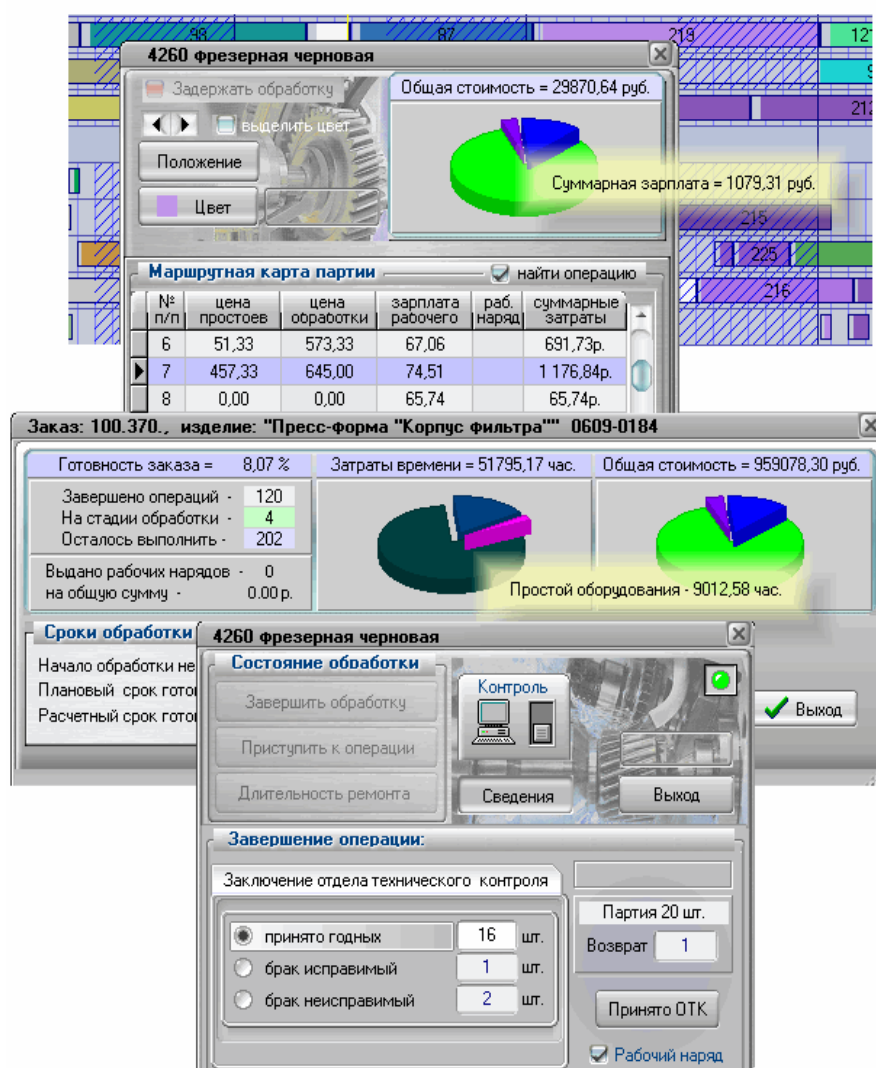 98
87
219
121
4260 фрезерная черновая
Задержать обработку
Общая стоимость = 29870,64 руб.
212
выделить цвет
Положение
Суммарная зарплата = 1079,31 руб.
Цвет
215
225
Маршрутная карта партии
найти операцию
216
№ п/п
цена простоев
цена обработки
зарплата рабочего
раб. наряд
суммарные затраты
6 51,33 573,33 67,06 691,73р.
7 457,33 645,00 74,51 1 176,84р.
8 0,00 0,00 65,74 65,74р.
Заказ: 100.370., изделие: "Пресс-форма "Корпус фильтра"" 0609-0184
Готовность заказа = 8,07 %
Затраты времени = 51795,17 час.
Общая стоимость = 959078,30 руб.
Завершено операций - 120
На стадии обработки - 4
Осталось выполнить - 202
Выдано рабочих нарядов - 0
на общую сумму - 0.00 р.
Простой оборудования - 9012,58 час.
Сроки обработки
Начало обработки не
Плановый срок гото
Расчетный срок гото
Выход
4260 фрезерная черновая
Состояние обработки
Завершить обработку
Контроль
Приступить к операции
Длительность ремонта
Сведения
Выход
Завершение операции:
Заключение отдела технического контроля
Партия 20 шт.
принято годных 16 шт.
Возврат 1
брак исправимый 1 шт.
брак неисправимый 2 шт.
Принято ОТК
Рабочий наряд